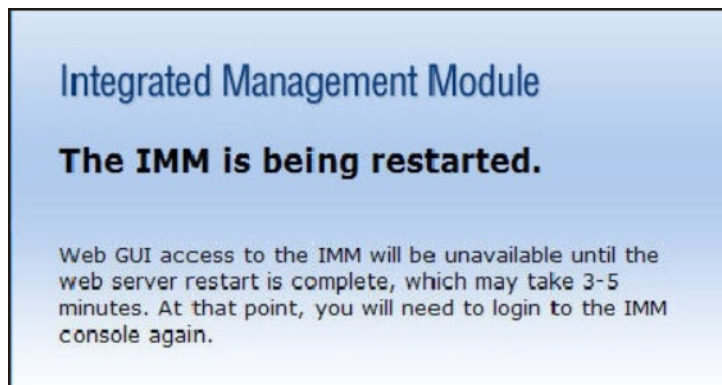 Integrated Management Module
The IMM is being restarted.
Web GUI access to the IMM will be unavailable until the
web server restart is complete, which may take 3-5
minutes. At that point, you will need to login to the IMM
console again.